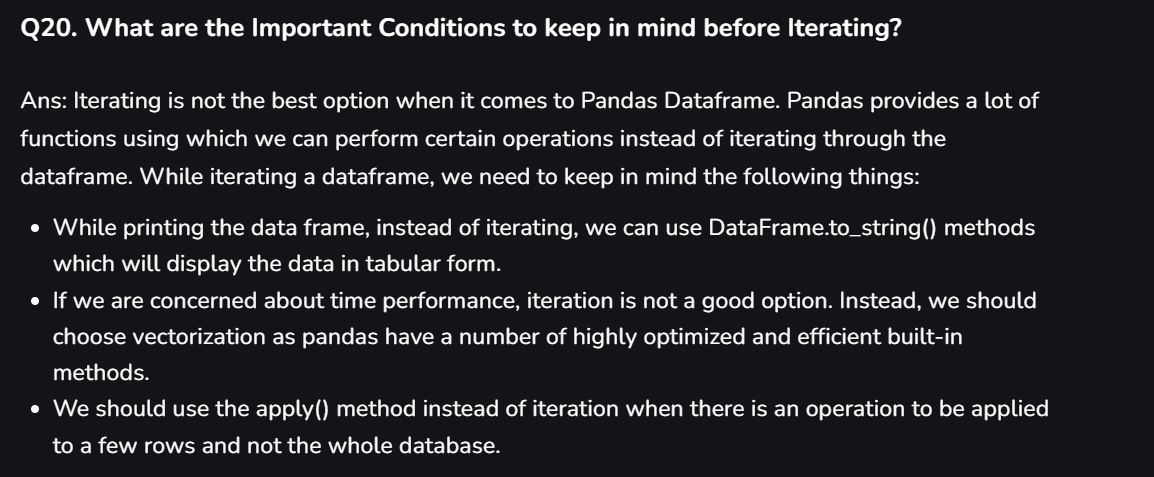 Q20. What are the Important Conditions to keep in mind before Iterating?
Ans: Iterating is not the best option when it comes to Pandas Dataframe. Pandas provides a lot of
functions using which we can perform certain operations instead of iterating through the
dataframe. While iterating a dataframe, we need to keep in mind the following things:
• While printing the data frame, instead of iterating, we can use DataFrame.to_string() methods
which will display the data in tabular form.
• If we are concerned about time performance, iteration is not a good option. Instead, we should
choose vectorization as pandas have a number of highly optimized and efficient built-in
methods.
• We should use the apply() method instead of iteration when there is an operation to be applied
to a few rows and not the whole database.